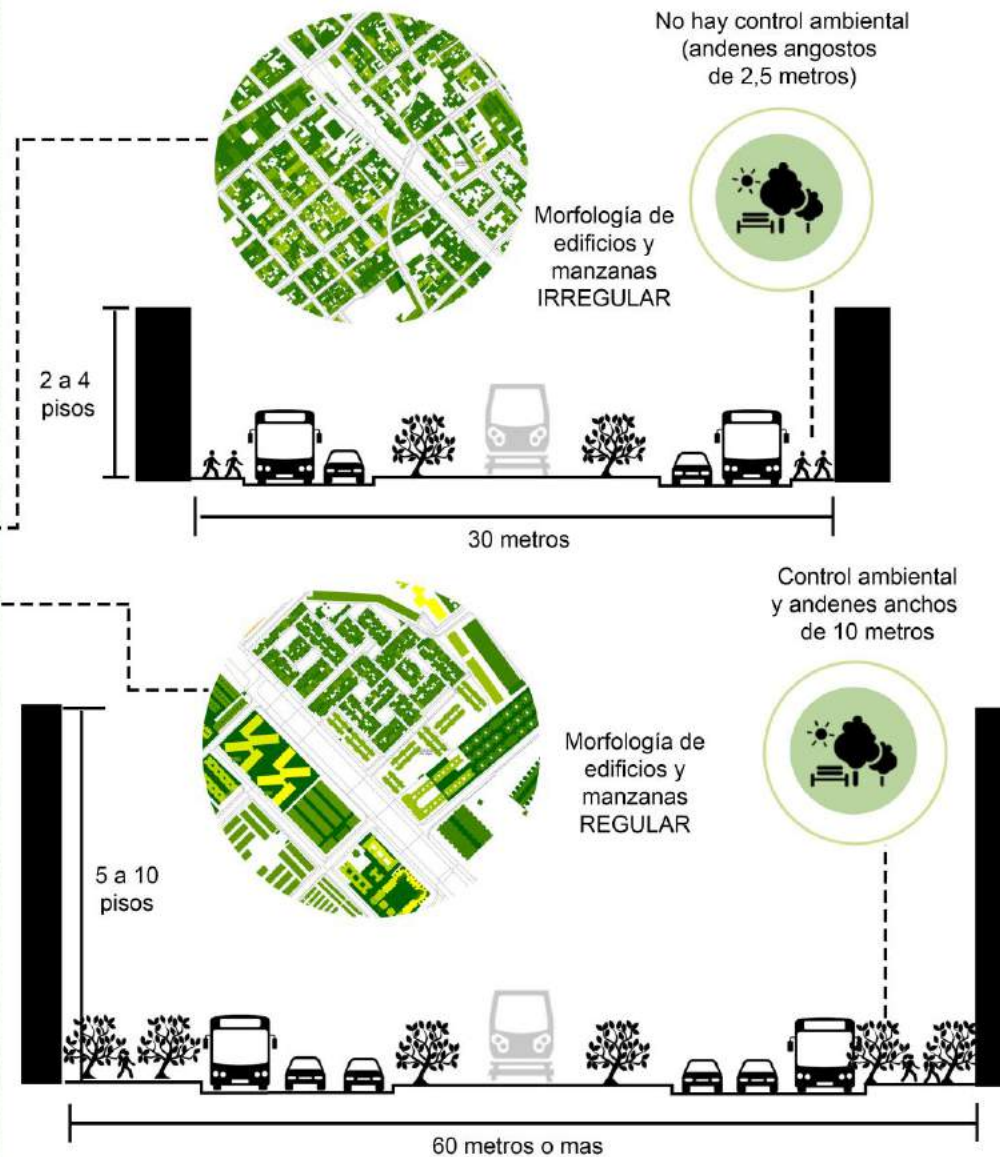 No hay control ambiental
(andenes angostos
de 2,5 metros)
Morfología de
edificios y
manzanas
IRREGULAR
2 a 4
pisos
30 metros
Control ambiental
y andenes anchos
de 10 metros
Morfología de
edificios y
manzanas
REGULAR
5 a 10
pisos
60 metros o mas